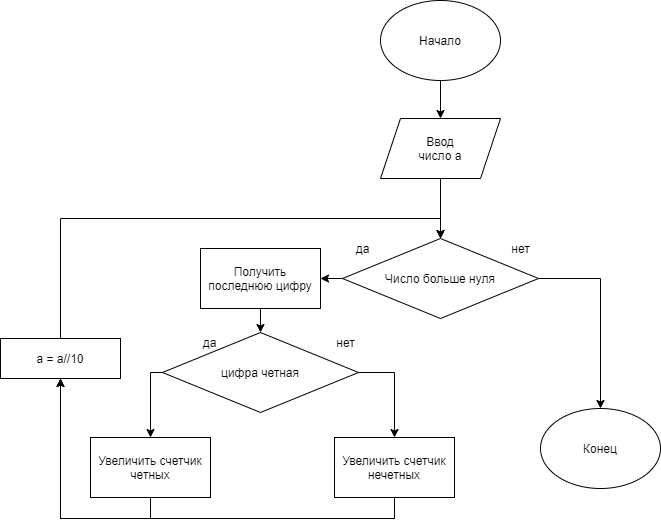 Начало
Ввод
число a
да
нет
Число больше нуля
Получить
последнюю цифру
да
нет
a = a//10
цифра четная
Увеличить счетчик
четных
Увеличить счетчик
нечетных
Конец